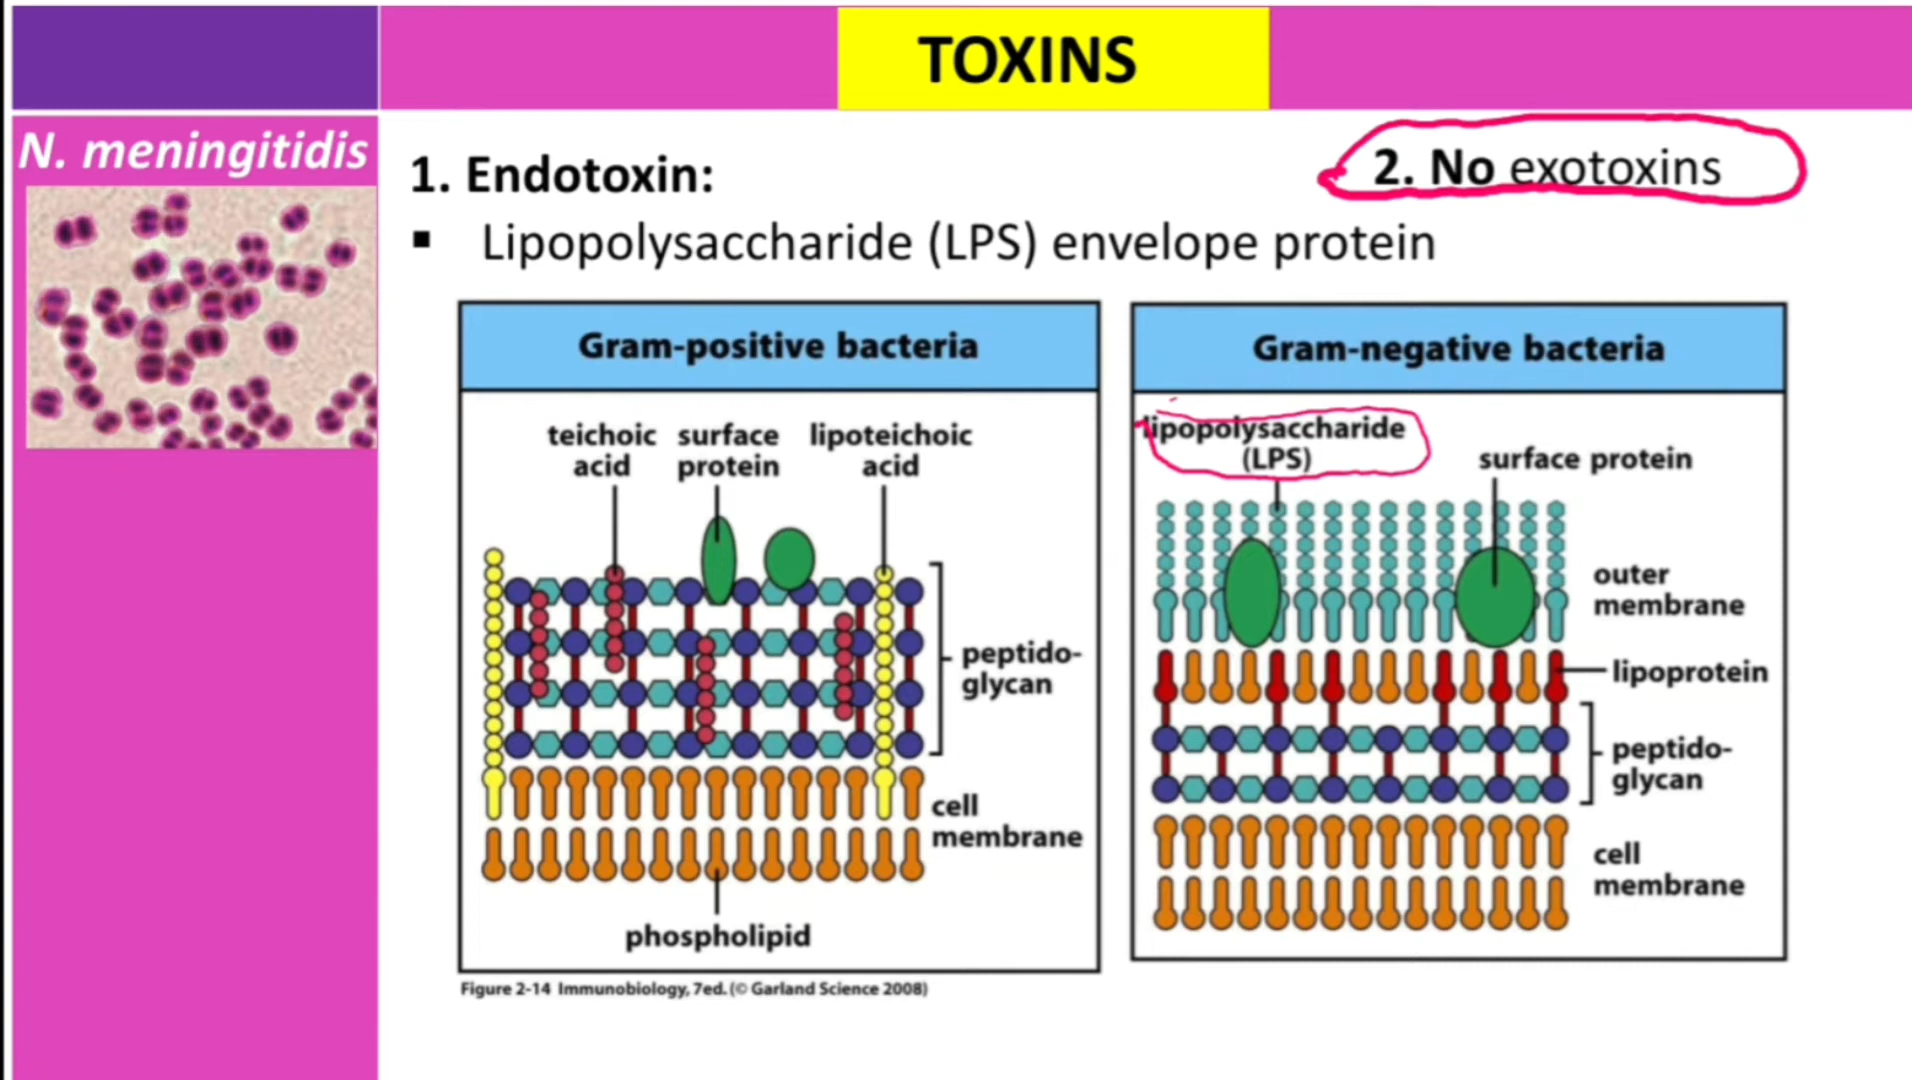 TOXINS
N. meningitidis
1. Endotoxin:
2. No exotoxins
▪ Lipopolysaccharide (LPS) envelope protein
Gram-positive bacteria
teichoic acid
surface protein
lipoteichoic acid
peptido-
glycan
cell
membrane
phospholipid
Figure 2-14 Immunobiology, 7ed. (© Garland Science 2008)
Gram-negative bacteria
lipopolysaccharide
(LPS)
surface protein
outer
membrane
lipoprotein
peptido-
glycan
cell
membrane